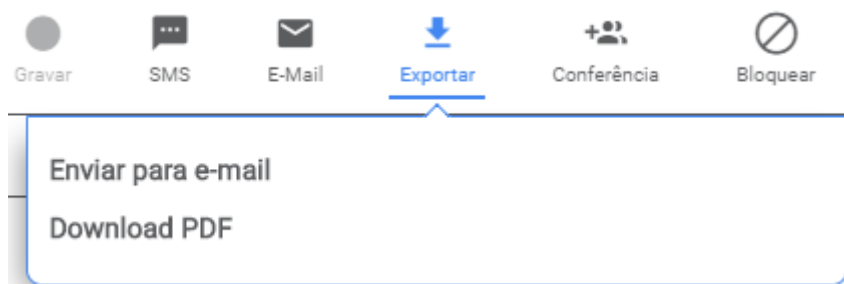 Gravar SMS E-Mail Exportar Conferência Bloquear
Enviar para e-mail
Download PDF